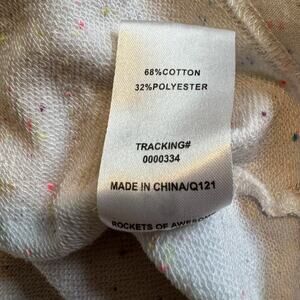 68%COTTON
32%POLYESTER
TRACKING#
0000334
MADE IN CHINA/Q121
ROCKETS OF AWESOME